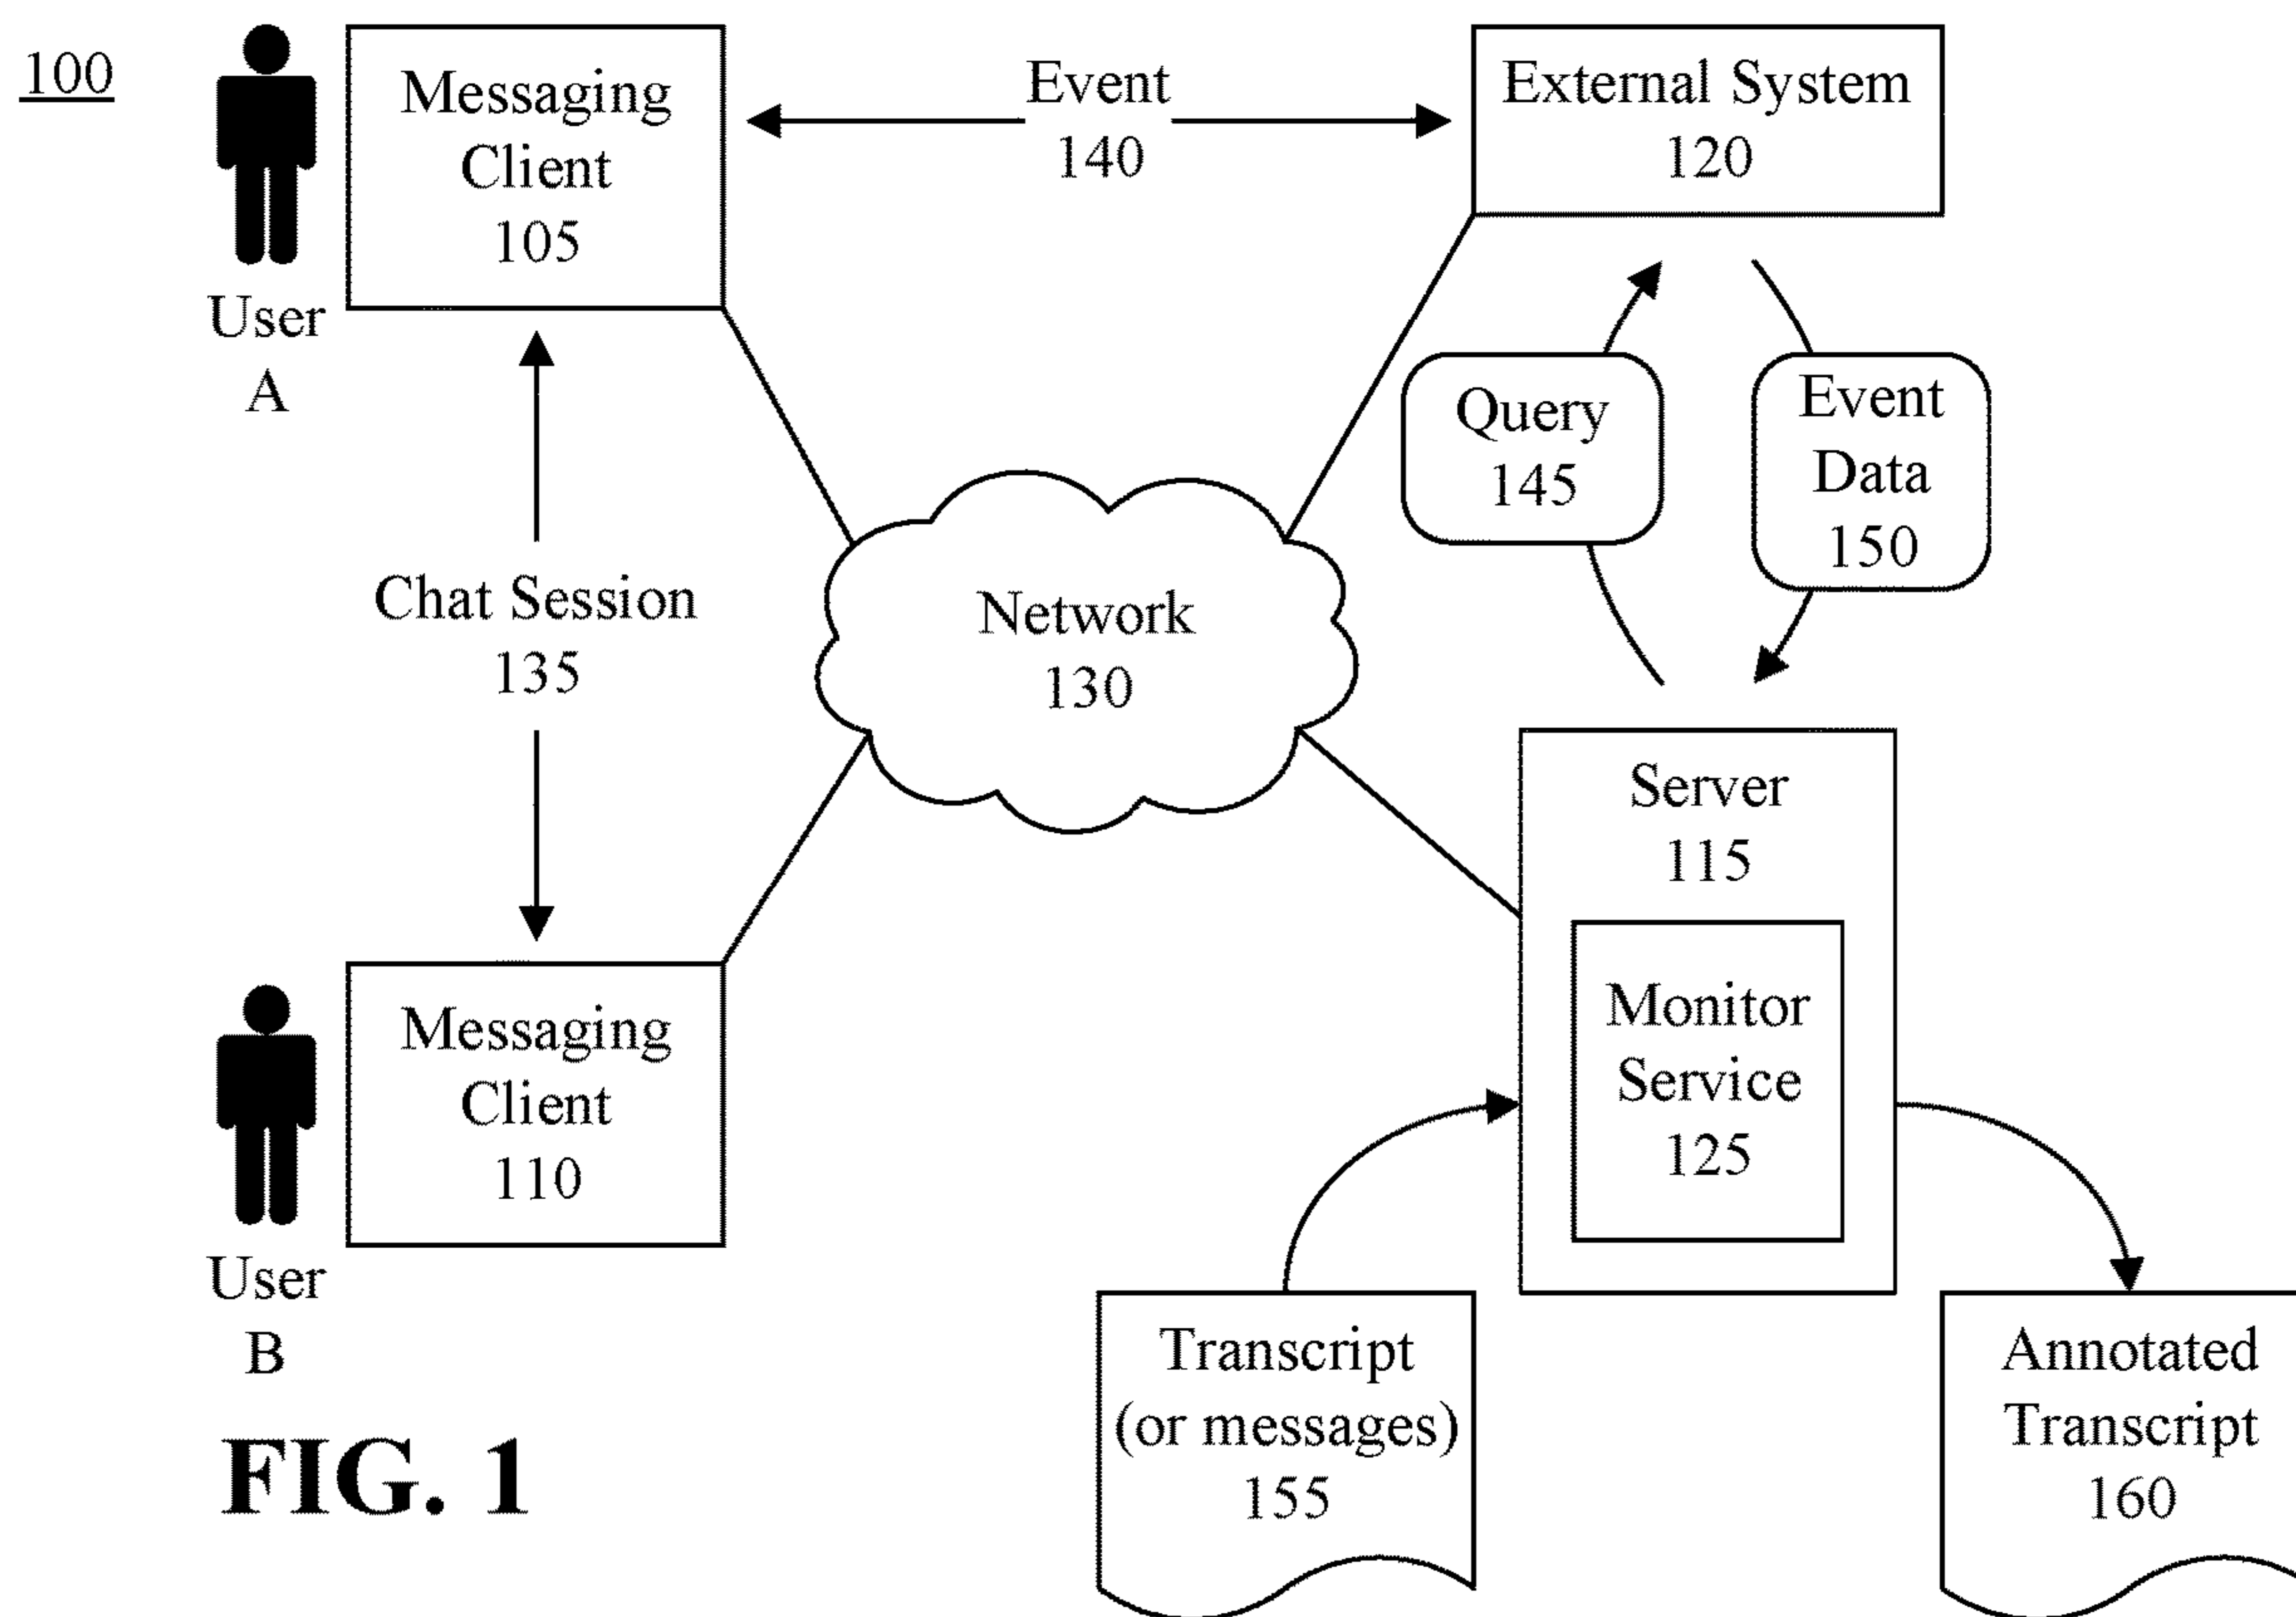 100
Messaging
Client
105
User
A
Event
140
External System
120
Query
145
Event
Data
150
Chat Session
135
Network
130
Server
115
Monitor
Service
125
Messaging
Client
110
User
B
Transcript
(or messages)
155
Annotated
Transcript
160
FIG. 1